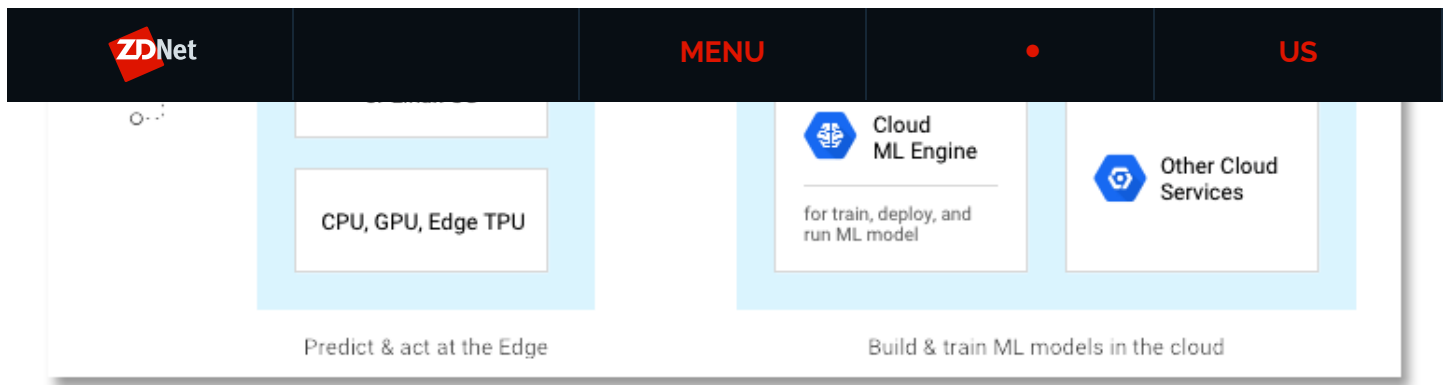 ZDNet
MENU
US
Cloud
ML Engine
for train, deploy, and
run ML model
Other Cloud
Services
CPU, GPU, Edge TPU
Predict & act at the Edge
Build & train ML models in the cloud